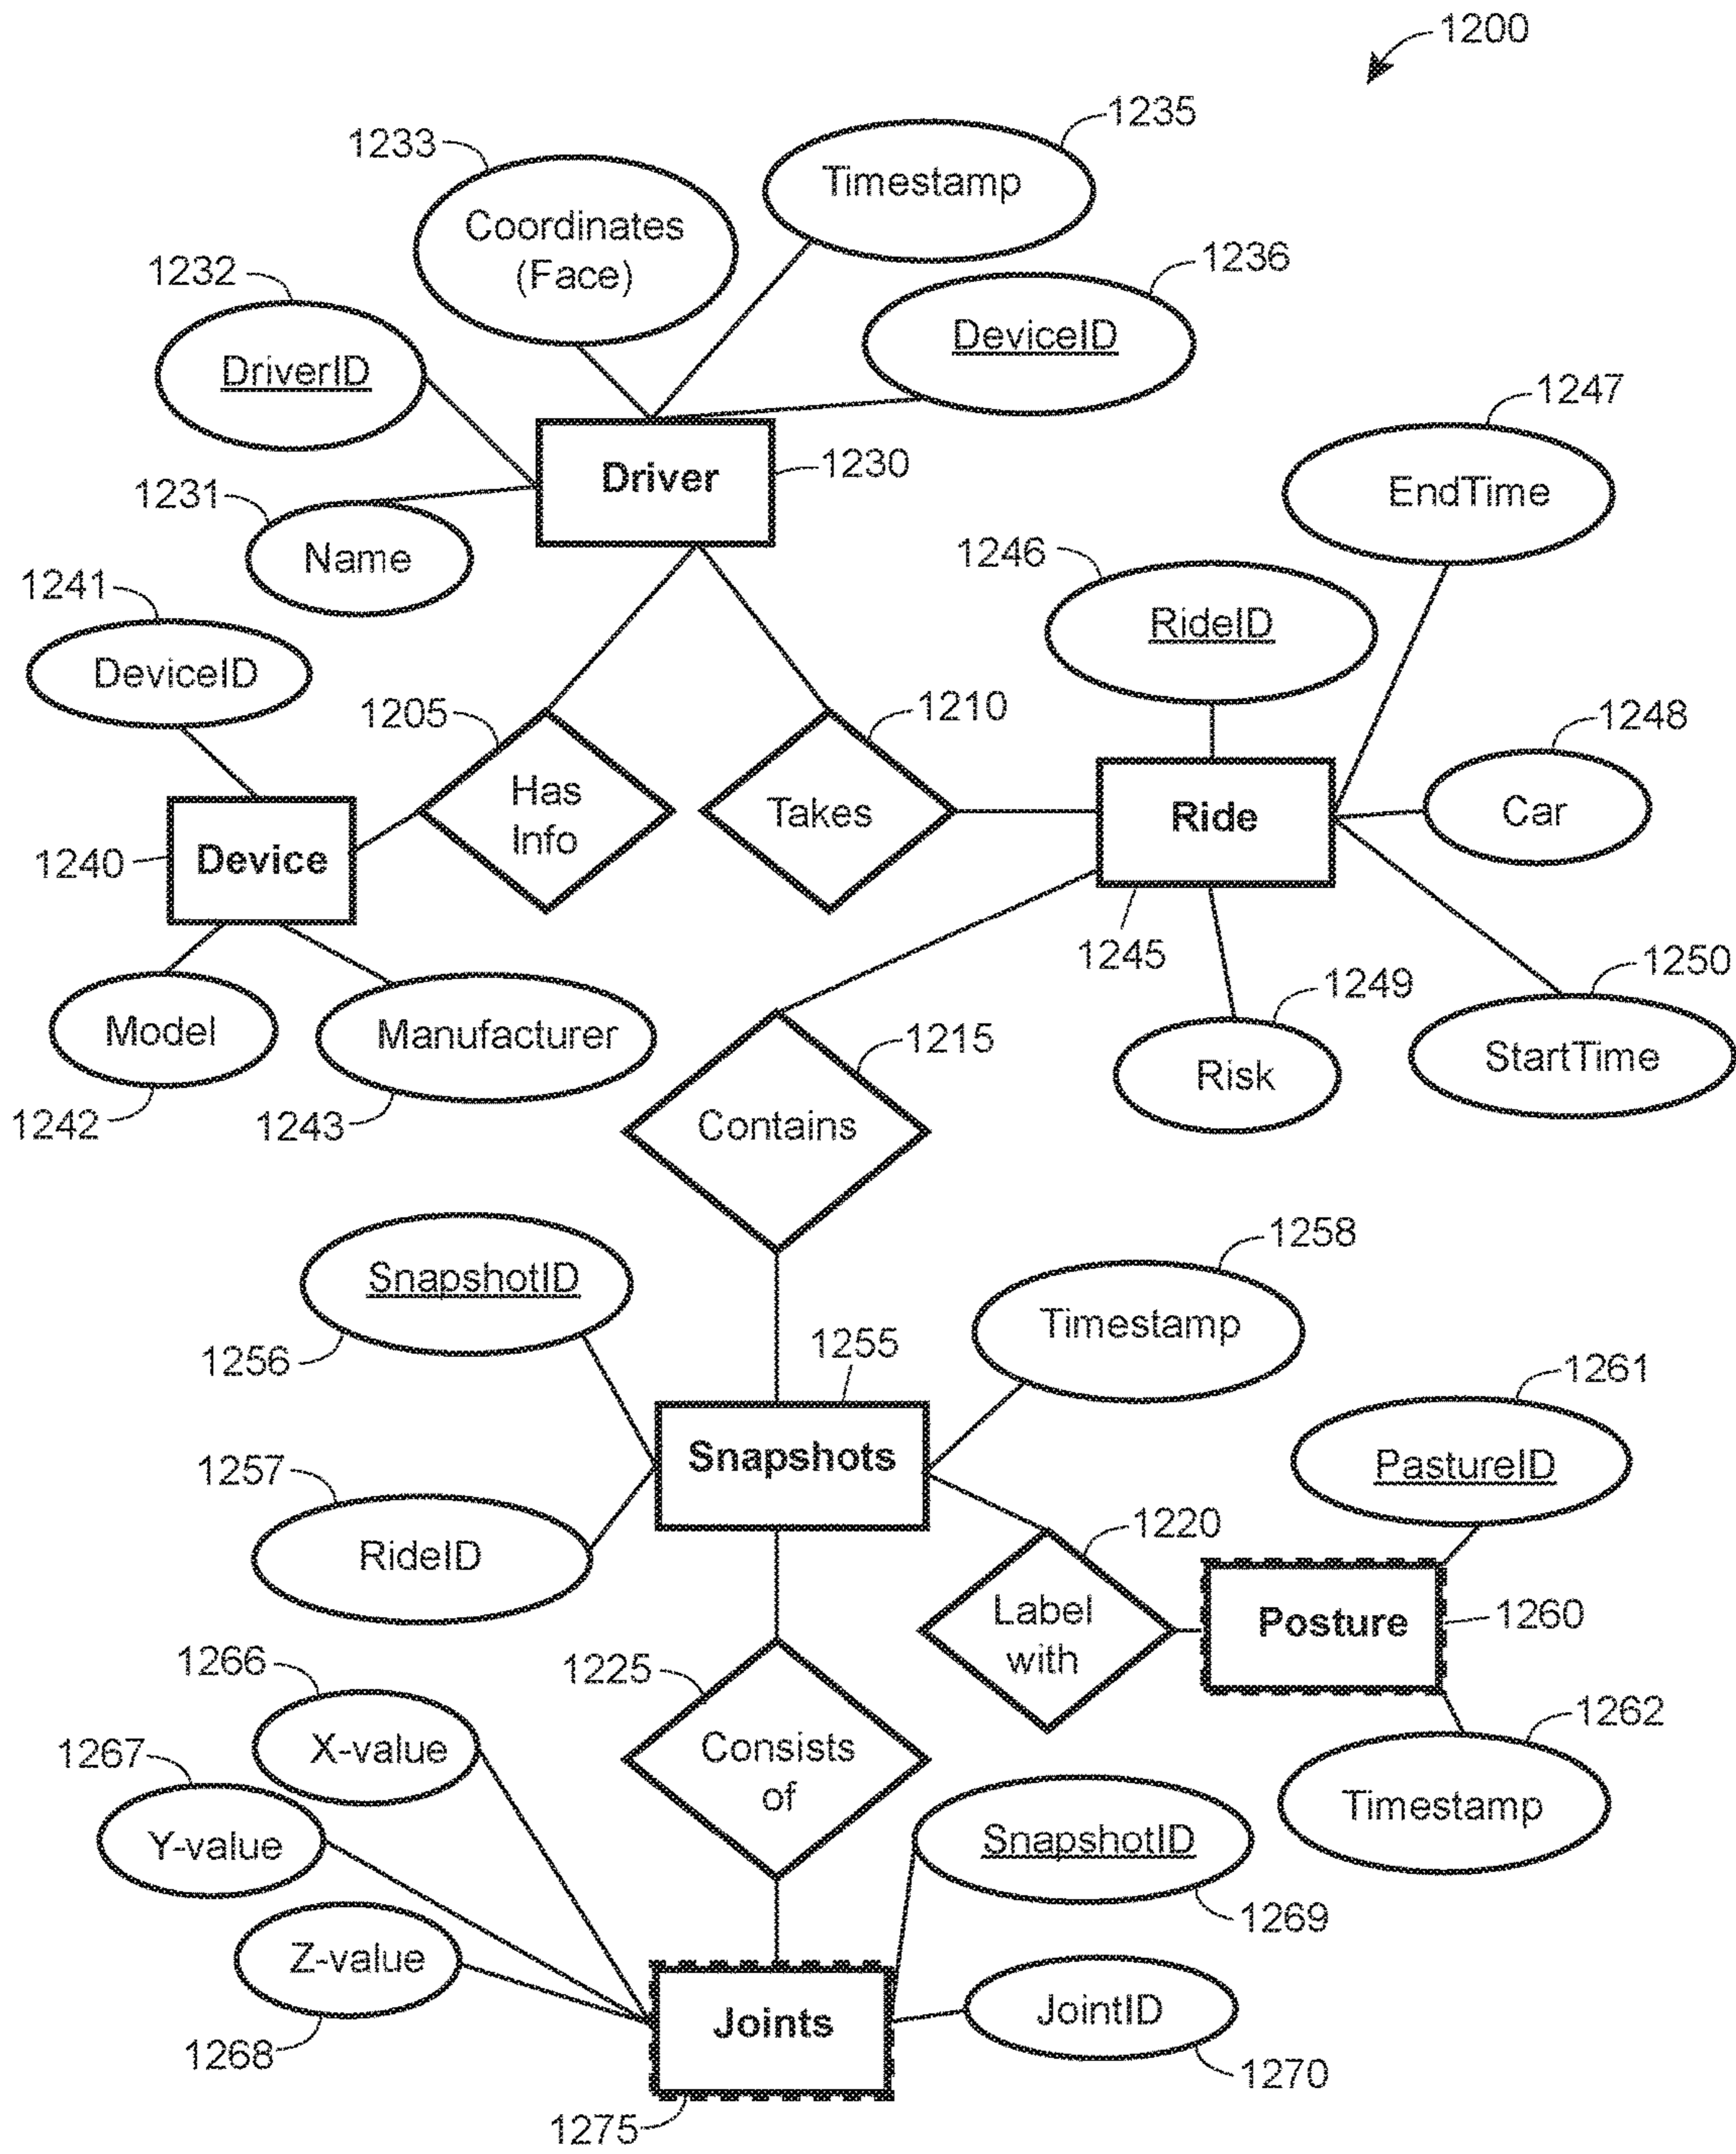 1200
1235
1233
Timestamp
Coordinates
(Face)
1236
1232
DeviceID
DriverID
1247
Driver
1230
EndTime
1231
Name
1246
1241
RideID
DeviceID
1205
1210
1248
Has
Info
Takes
Ride
Car
1240
Device
1245
1250
1249
Model
Manufacturer
1215
StartTime
Risk
1242
1243
Contains
1258
SnapshotID
Timestamp
1256
1255
1261
Snapshots
PastureID
1257
RideID
1220
Label
with
Posture
1260
1266
1225
1262
X-value
Consists
of
1267
Timestamp
Y-value
SnapshotID
1269
Z-value
JointID
Joints
1268
1270
1275